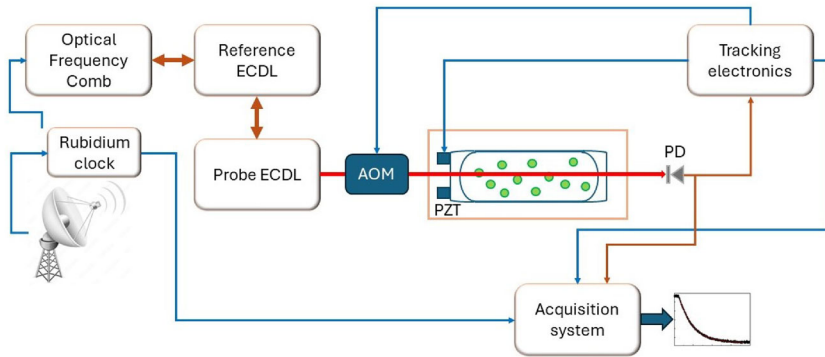 Optical
Frequency
Comb
Reference
ECDL
Tracking
electronics
Rubidium
clock
Probe ECDL
AOM
PD
PZT
Acquisition
system